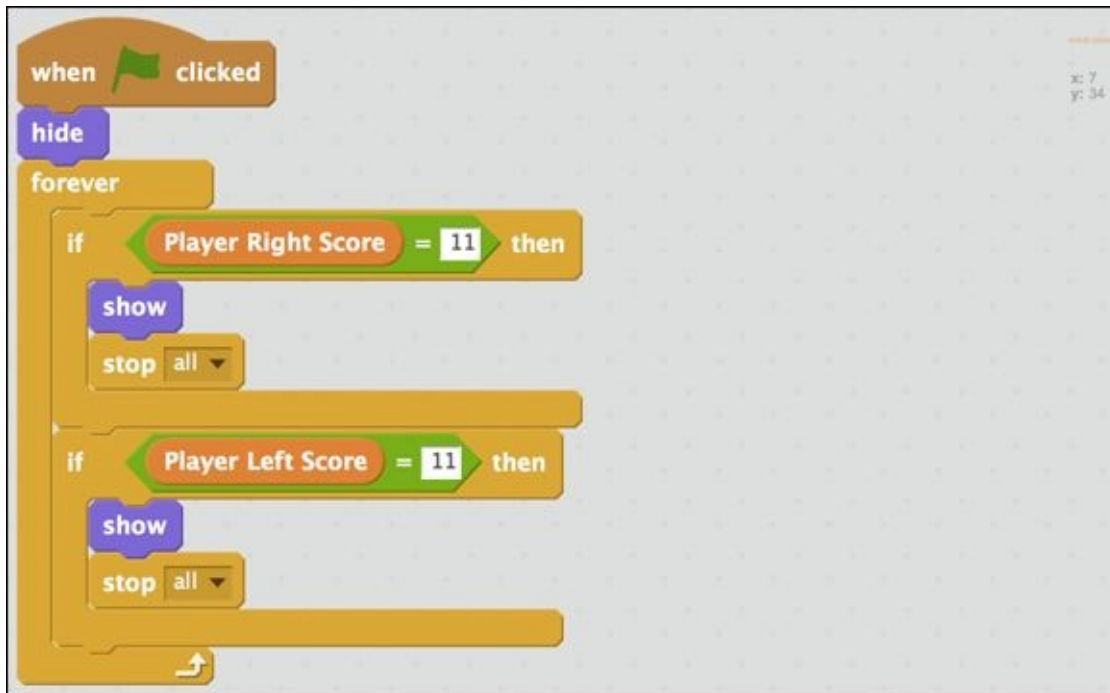 when clicked
x: 7
y: 34
hide
forever
if Player Right Score = 11 then
show
stop all
if Player Left Score = 11 then
show
stop all